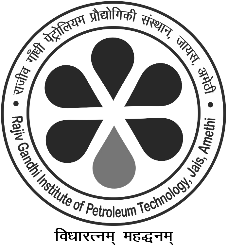 राजीव गाँधी पेट्रोलियम प्रौद्योगिकी संस्थान, जायस, अमेठी
Rajiv Gandhi Institute of Petroleum Technology, Jais, Amethi
विधारत्नम् महद्धनम्